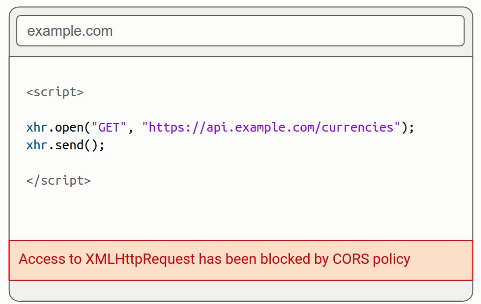 example.com
<script>
xhr.open("GET", "https://api.example.com/currencies");
xhr.send();
</script>
Access to XMLHttpRequest has been blocked by CORS policy